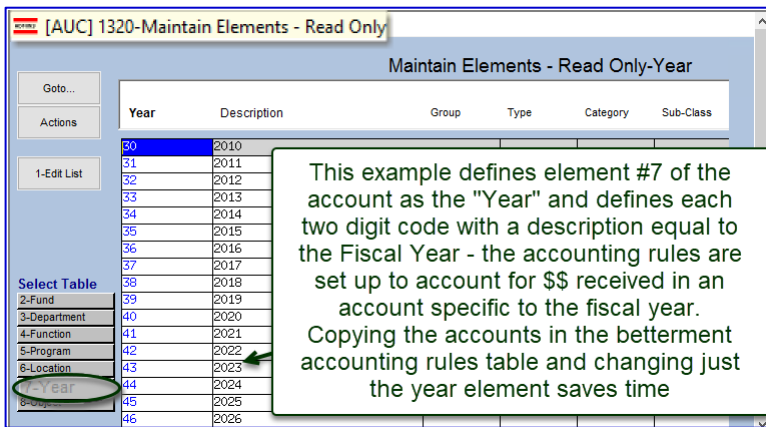 [AUC] 1320-Maintain Elements - Read Only
Maintain Elements - Read Only-Year
Goto...
Actions
1-Edit List
Year Description Group Type Category Sub-Class
30 2010
31 2011
32 2012
33 2013
34 2014
35 2015
36 2016
37 2017
38 2018
39 2019
40 2020
41 2021
42 2022
43 2023
44 2024
45 2025
46 2026
Select Table
2-Fund
3-Department
4-Function
5-Program
6-Location
7-Year
8-Object
This example defines element #7 of the
account as the "Year" and defines each
two digit code with a description equal to
the Fiscal Year - the accounting rules are
set up to account for $$ received in an
account specific to the fiscal year.
Copying the accounts in the betterment
accounting rules table and changing just
the year element saves time